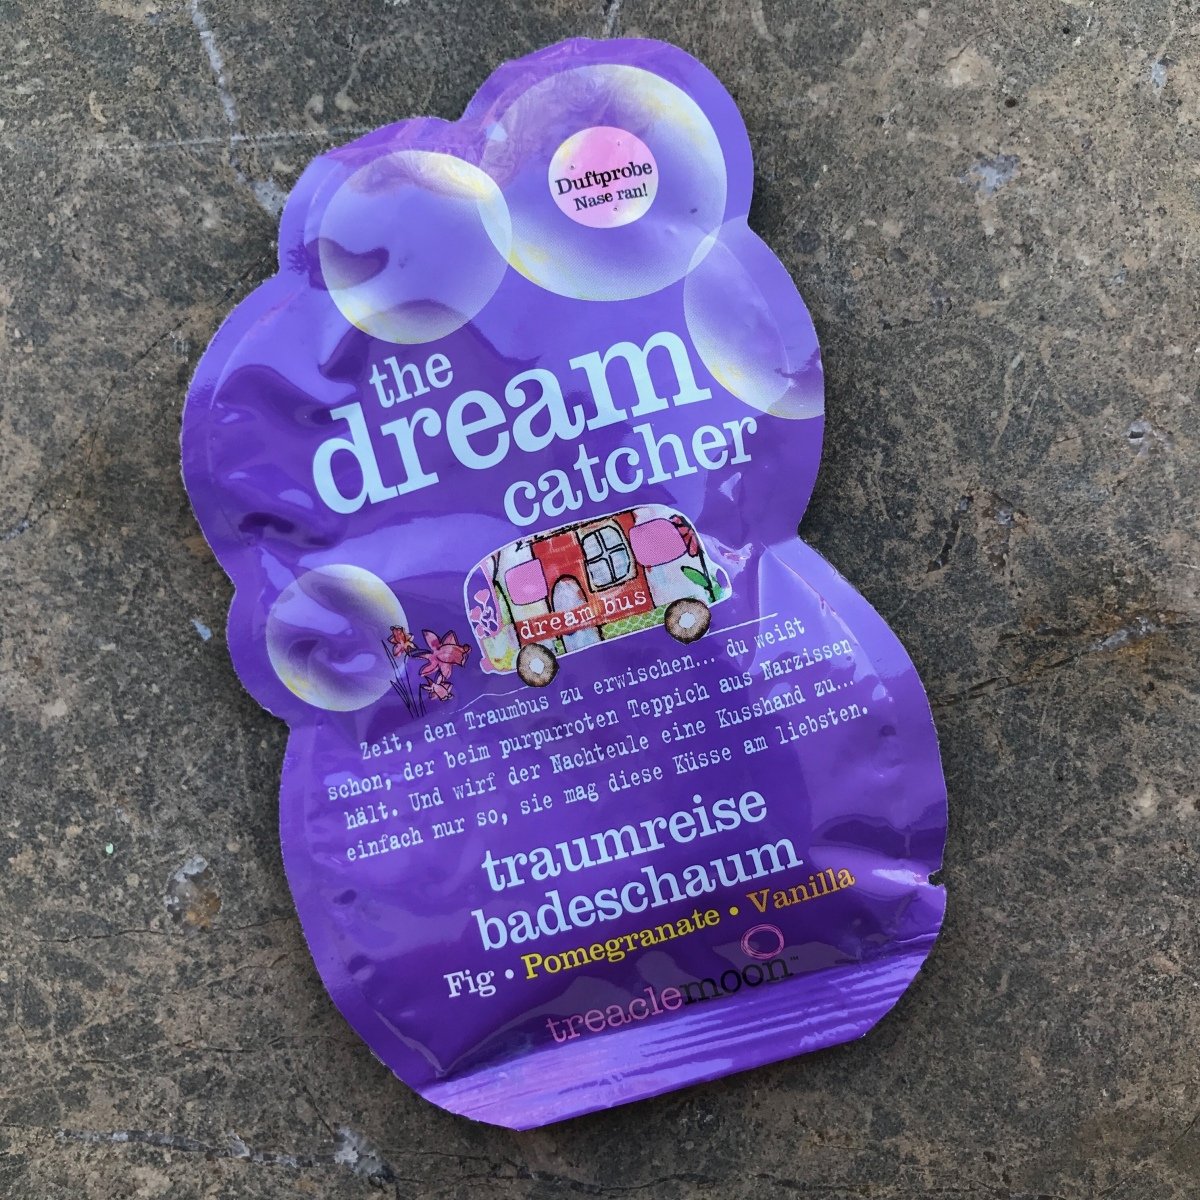 Duftprobe
Nase ran!
the
dream
catcher
dream bus
Zeit, den Traumbus zu erwischen... du weißt
schon, der beim purpurroten Teppich aus Narzissen
hält. Und wirf der Nachteule eine Kusshand zu...
einfach nur so, sie mag diese Küsse am liebsten.
traumreise
badeschaum
Fig • Pomegranate • Vanilla
treaclemoon™